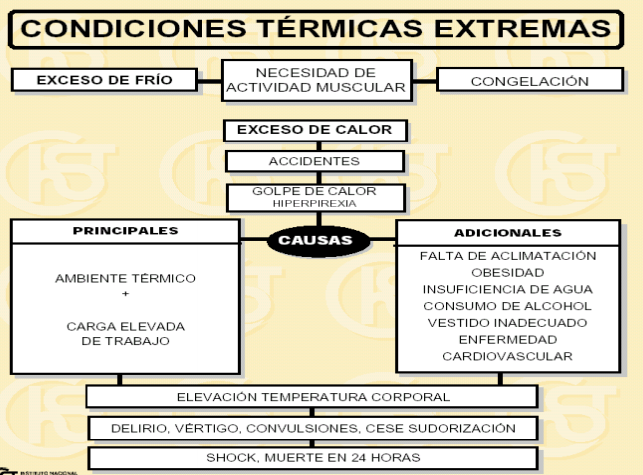 CONDICIONES TÉRMICAS EXTREMAS
EXCESO DE FRÍO
NECESIDAD DE
ACTIVIDAD MUSCULAR
CONGELACIÓN
EXCESO DE CALOR
ACCIDENTES
GOLPE DE CALOR
HIPERPIREXIA
CAUSAS
PRINCIPALES
AMBIENTE TÉRMICO
+
CARGA ELEVADA
DE TRABAJO
ADICIONALES
FALTA DE ACLIMATACIÓN
OBESIDAD
INSUFICIENCIA DE AGUA
CONSUMO DE ALCOHOL
VESTIDO INADECUADO
ENFERMEDAD
CARDIOVASCULAR
ELEVACIÓN TEMPERATURA CORPORAL
DELIRIO, VÉRTIGO, CONVULSIONES, CESE SUDORIZACIÓN
SHOCK, MUERTE EN 24 HORAS
INSTITUTO NACIONAL